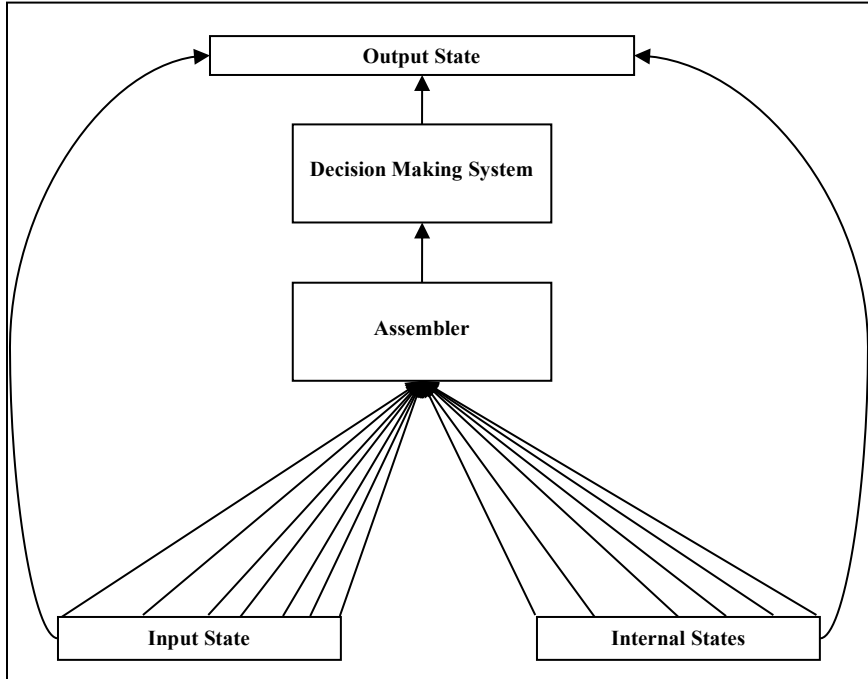 Output State
Decision Making System
Assembler
Input State
Internal States